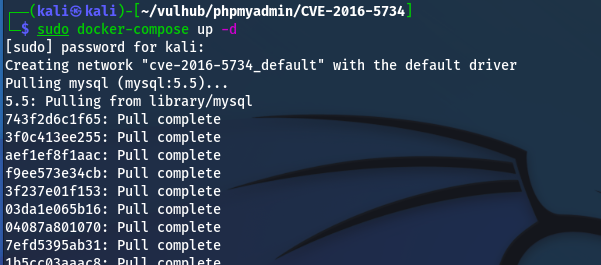 ┌──(kali㉿kali)-[~/vulhub/phpmyadmin/CVE-2016-5734]
└─$ sudo docker-compose up -d
[sudo] password for kali:
Creating network "cve-2016-5734_default" with the default driver
Pulling mysql (mysql:5.5)...
5.5: Pulling from library/mysql
743f2d6c1f65: Pull complete
3f0c413ee255: Pull complete
aef1ef8f1aac: Pull complete
f9ee573e34cb: Pull complete
3f237e01f153: Pull complete
03da1e065b16: Pull complete
04087a801070: Pull complete
7efd5395ab31: Pull complete
1b5cc03aaac8: Pull complete